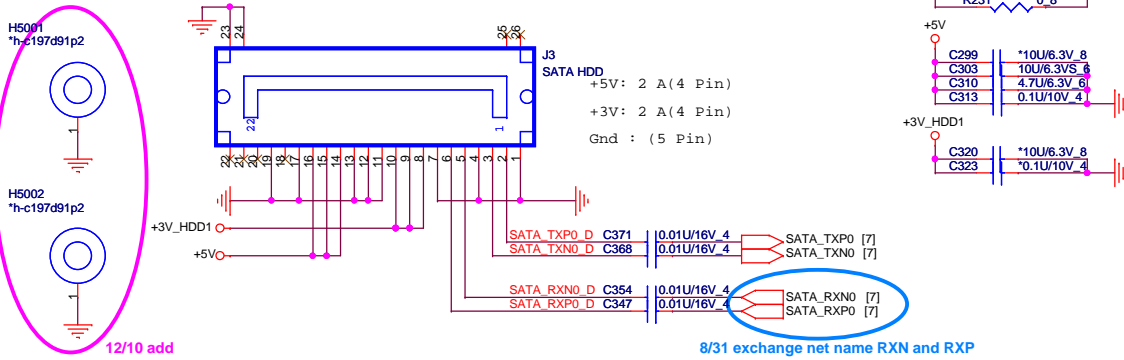 H5001
*h-c197d91p2
1
H5002
*h-c197d91p2
1
12/10 add
23
24
25
26
J3
SATA HDD
22
1
+5V: 2 A(4 Pin)
+3V: 2 A(4 Pin)
Gnd : (5 Pin)
22 21 20 19 18 17 16 15 14 13 12 11 10 9 8 7 6 5 4 3 2 1
+3V_HDD1
+5V
SATA_TXP0_D C371 0.01U/16V_4 SATA_TXP0 [7]
SATA_TXN0_D C368 0.01U/16V_4 SATA_TXN0 [7]
SATA_RXN0_D C354 0.01U/16V_4 SATA_RXN0 [7]
SATA_RXP0_D C347 0.01U/16V_4 SATA_RXP0 [7]
8/31 exchange net name RXN and RXP
R231 0_8
+5V
C299 *10U/6.3V_8
C303 10U/6.3VS_6
C310 4.7U/6.3V_6
C313 0.1U/10V_4
+3V_HDD1
C320 *10U/6.3V_8
C323 *0.1U/10V_4